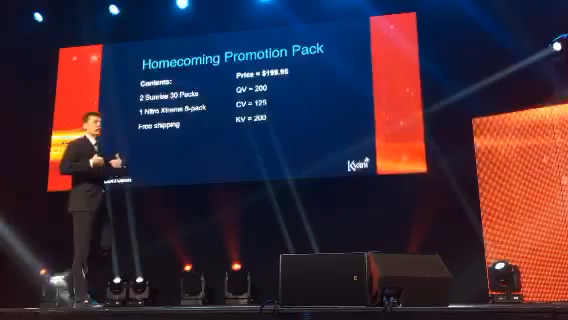 Homecoming Promotion Pack
Contents:
2 Sunrise 30 Packs
1 Nitro Xtreme 8-pack
Free shipping
Price = $199.95
QV = 200
CV = 125
KV = 200
Kyäni